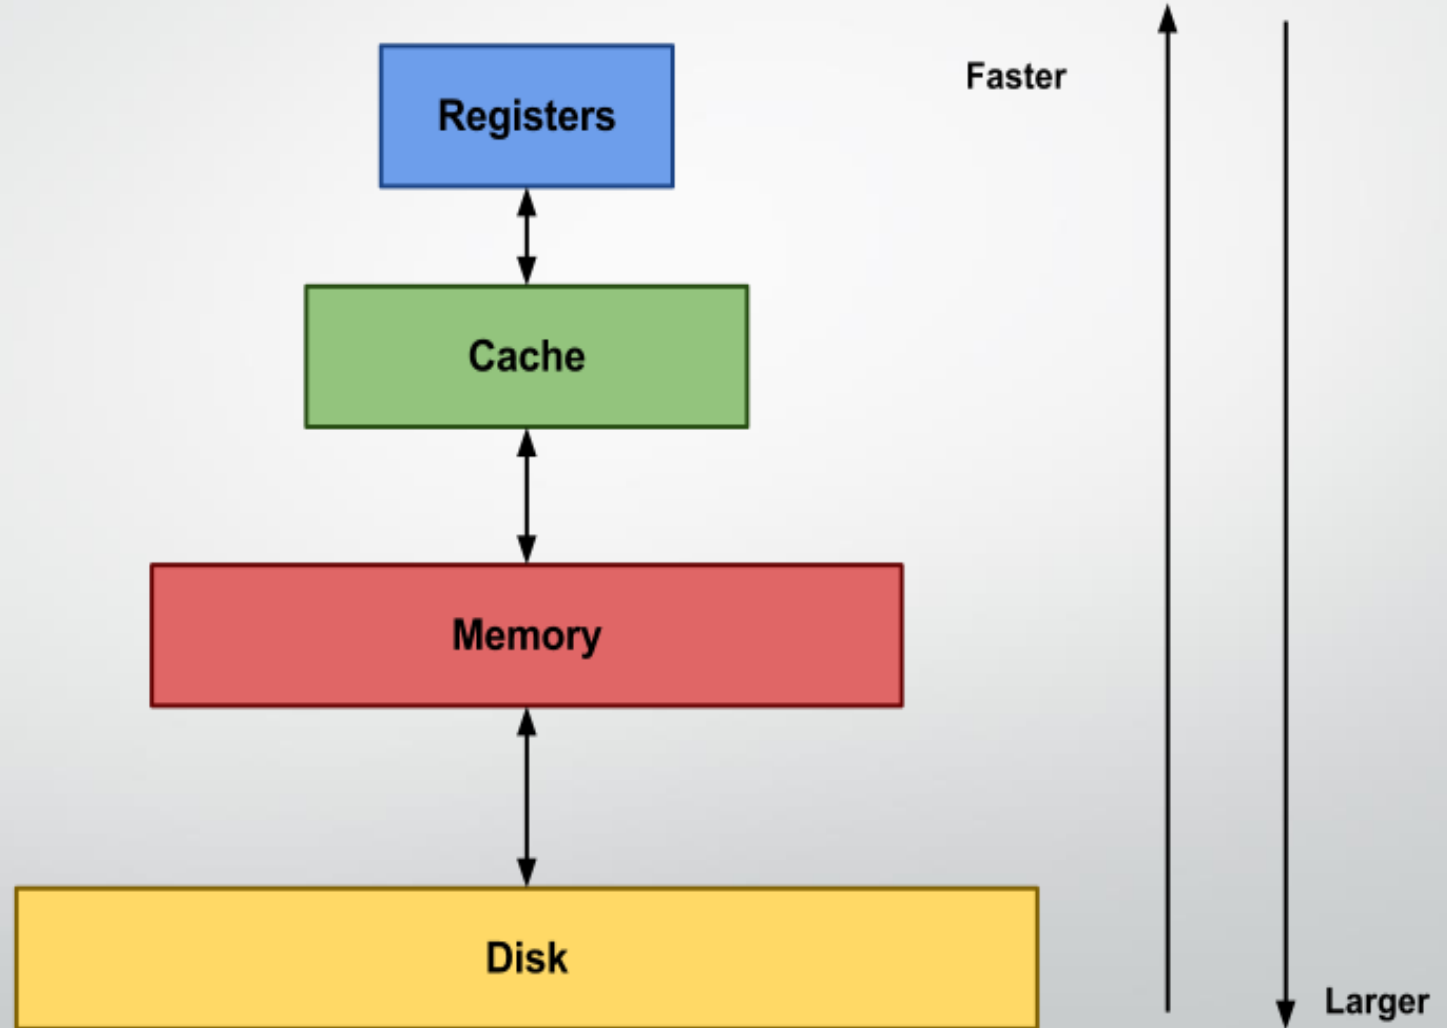 Registers
Faster
Cache
Memory
Disk
Larger